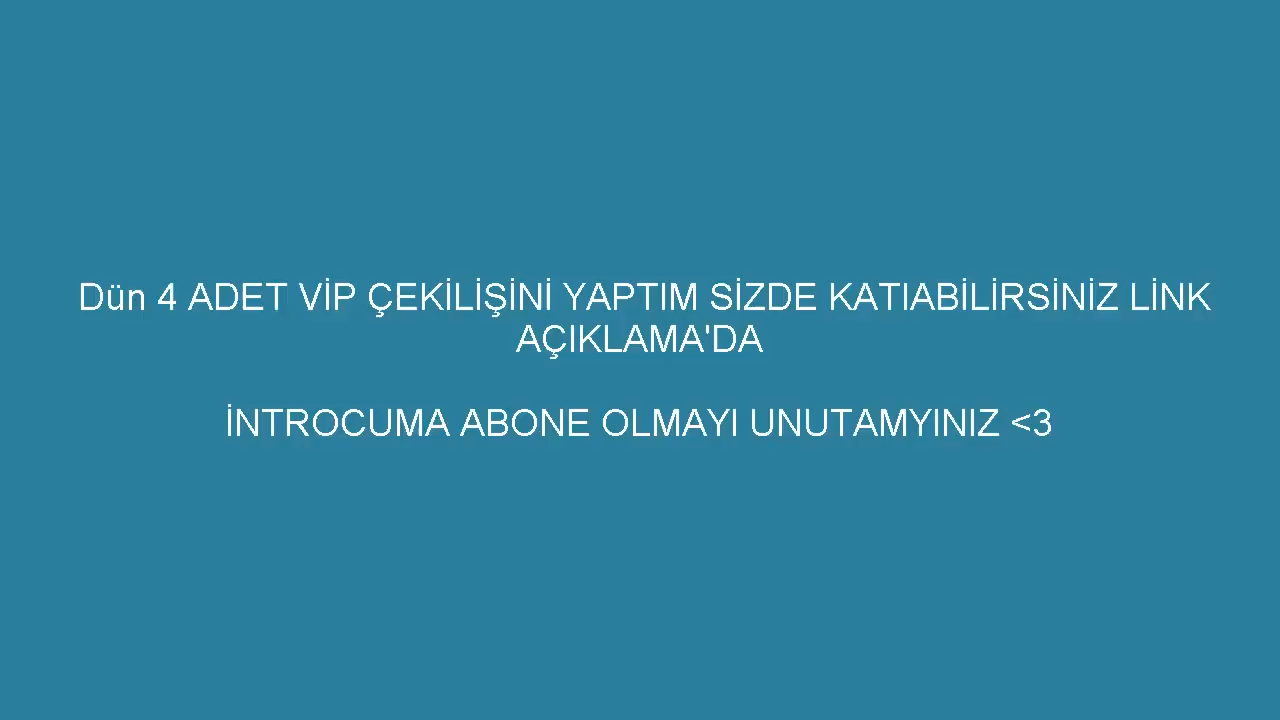 Dün 4 ADET VİP ÇEKİLİŞİNİ YAPTIM SİZDE KATIABİLİRSİNİZ LİNK
AÇIKLAMA'DA
İNTROCUMA ABONE OLMAYI UNUTAMYINIZ <3